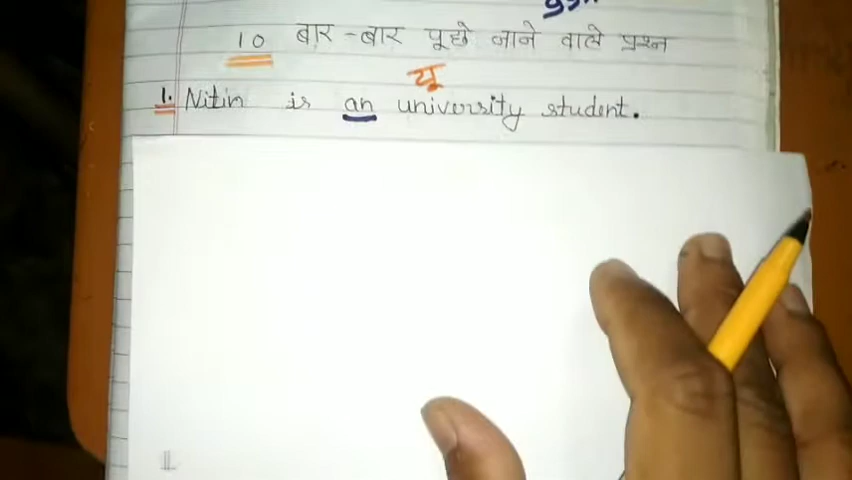 10 बार-बार पूछे जाने वाले प्रश्न
यू
1. Nitin is an university student.